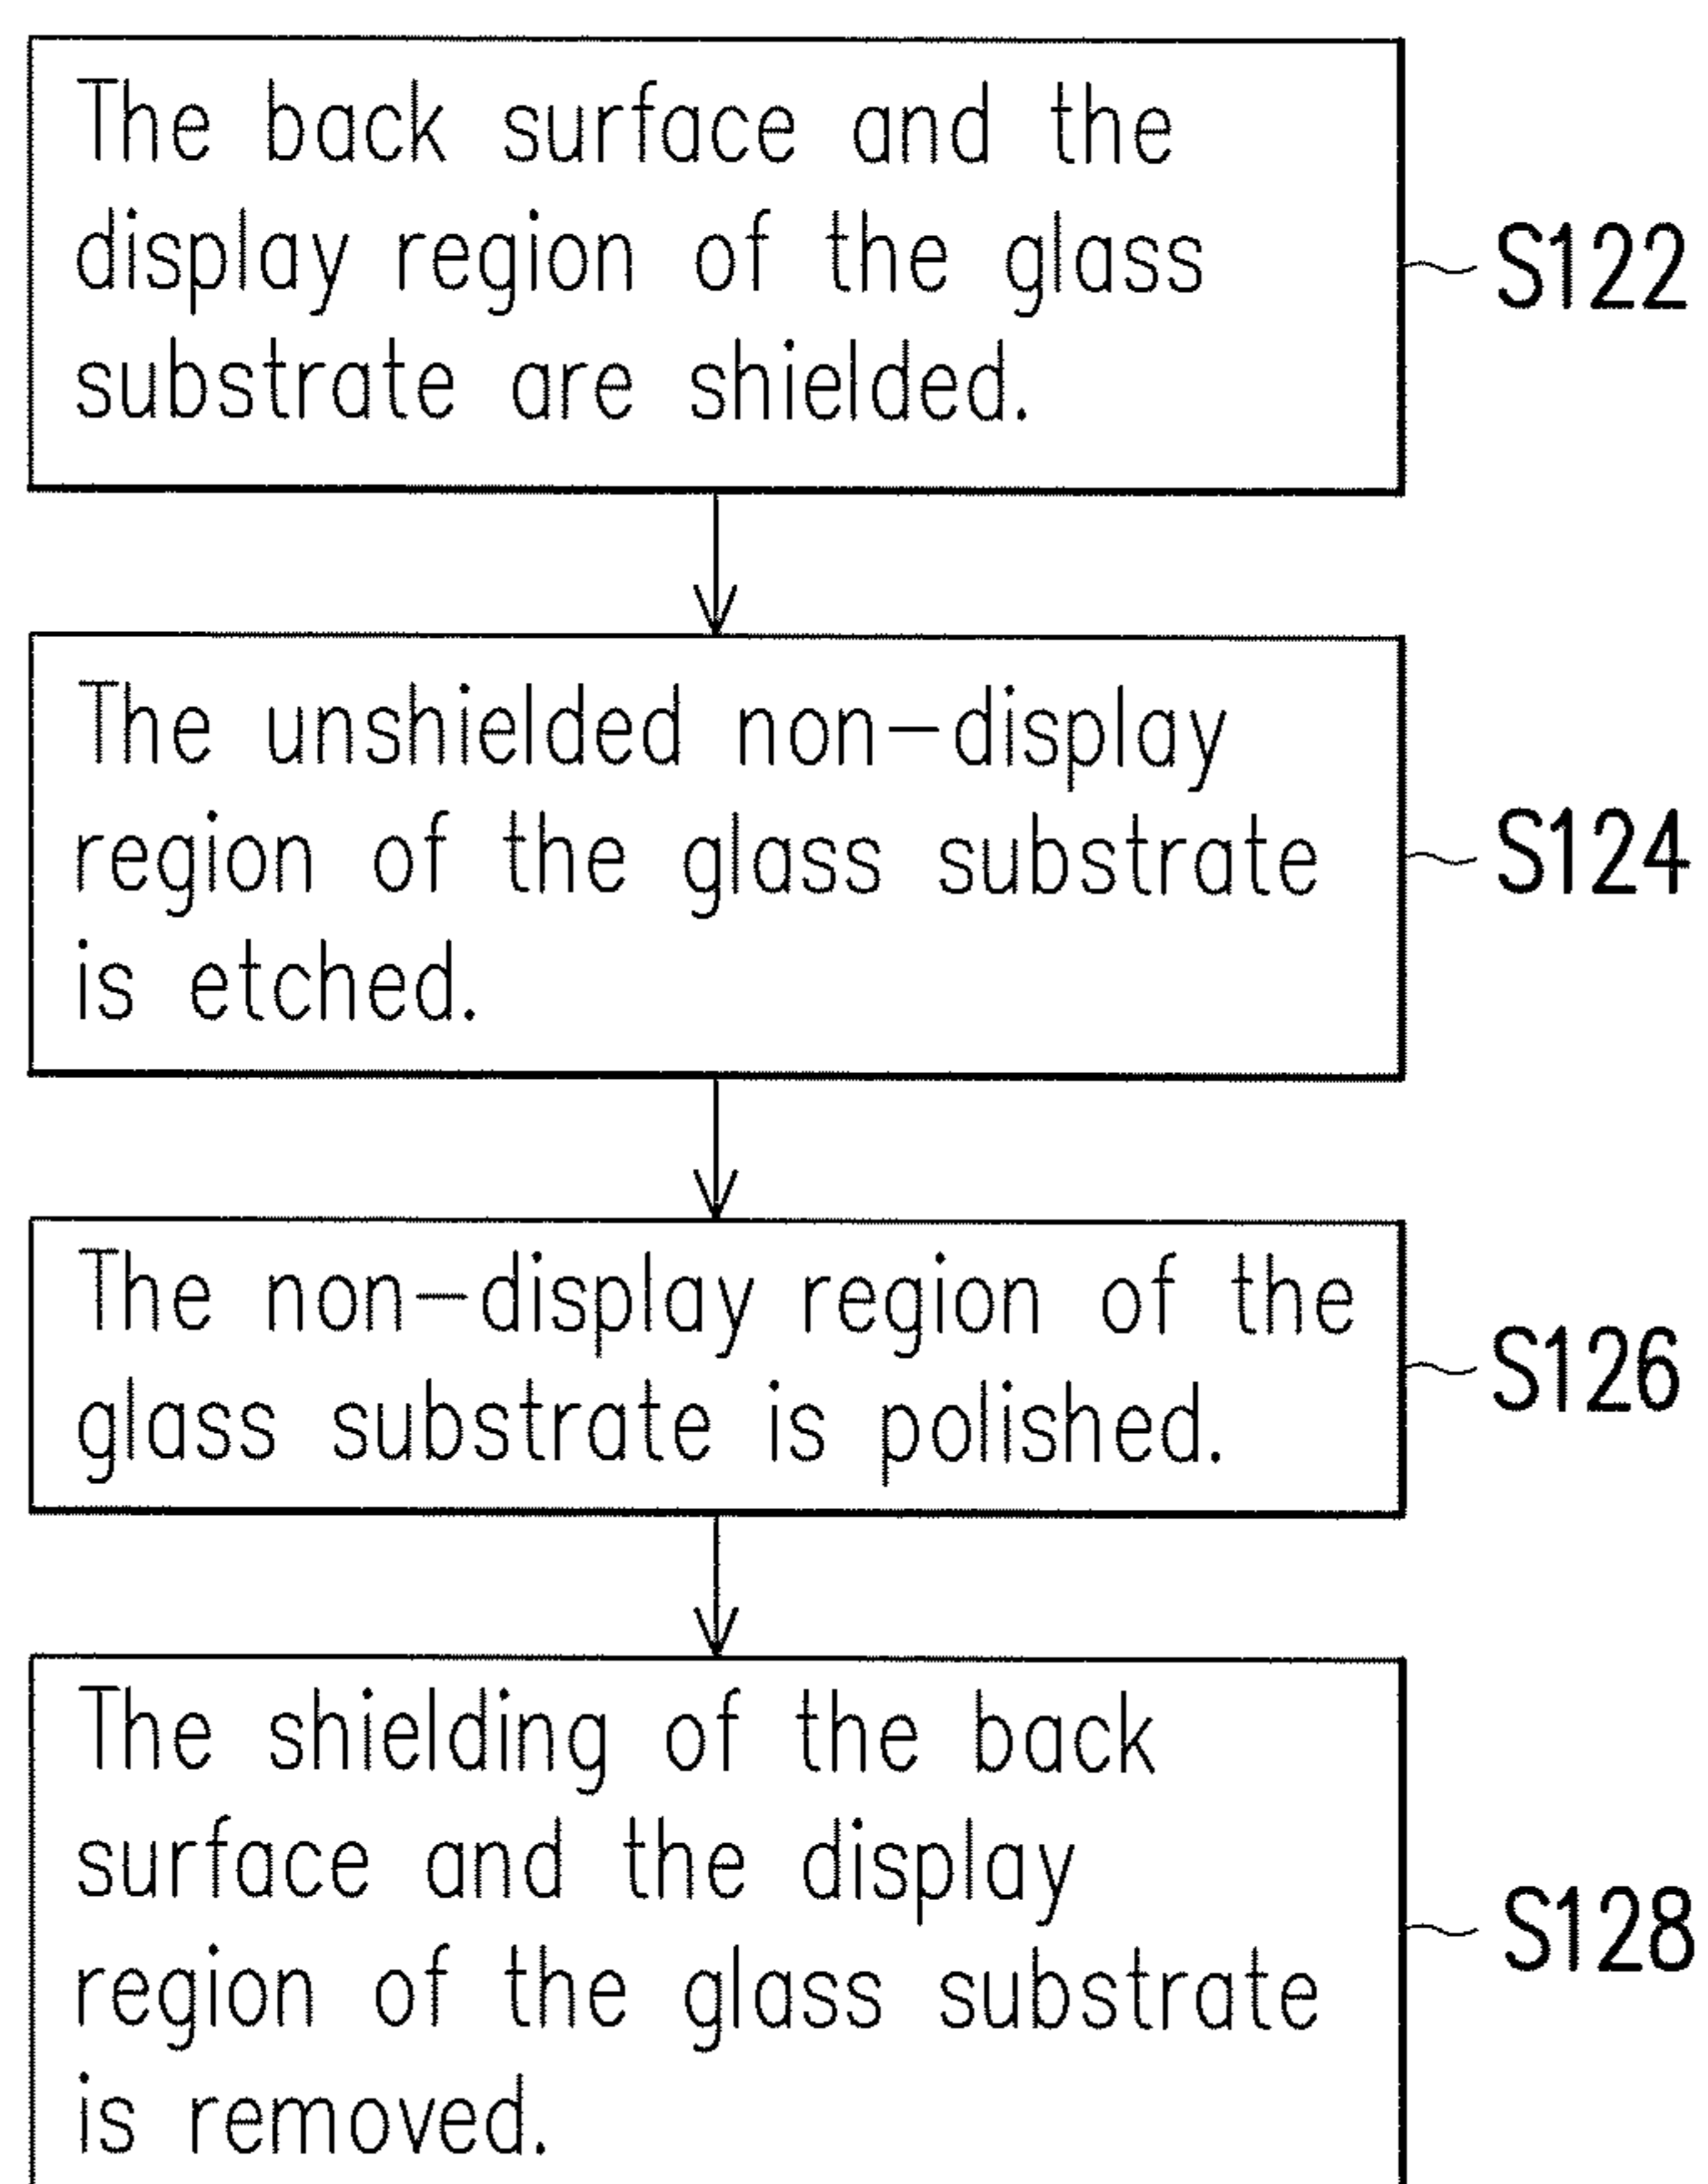 The back surface and the
display region of the glass
substrate are shielded.
S122
The unshielded non-display
region of the glass substrate
is etched.
S124
The non-display region of the
glass substrate is polished.
S126
The shielding of the back
surface and the display
region of the glass substrate
is removed.
S128